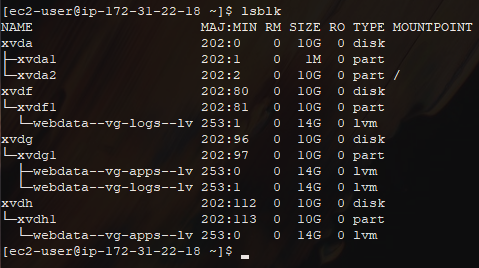 [ec2-user@ip-172-31-22-18 ~]$ lsblk
NAME                      MAJ:MIN RM SIZE RO TYPE MOUNTPOINT
xvda                      202:0    0  10G  0 disk
├─xvda1                   202:1    0   1M  0 part
└─xvda2                   202:2    0  10G  0 part /
xvdf                      202:80   0  10G  0 disk
└─xvdf1                   202:81   0  10G  0 part
  └─webdata--vg-logs--lv  253:1    0  14G  0 lvm
xvdg                      202:96   0  10G  0 disk
└─xvdg1                   202:97   0  10G  0 part
  ├─webdata--vg-apps--lv  253:0    0  14G  0 lvm
  └─webdata--vg-logs--lv  253:1    0  14G  0 lvm
xvdh                      202:112  0  10G  0 disk
└─xvdh1                   202:113  0  10G  0 part
  └─webdata--vg-apps--lv  253:0    0  14G  0 lvm
[ec2-user@ip-172-31-22-18 ~]$